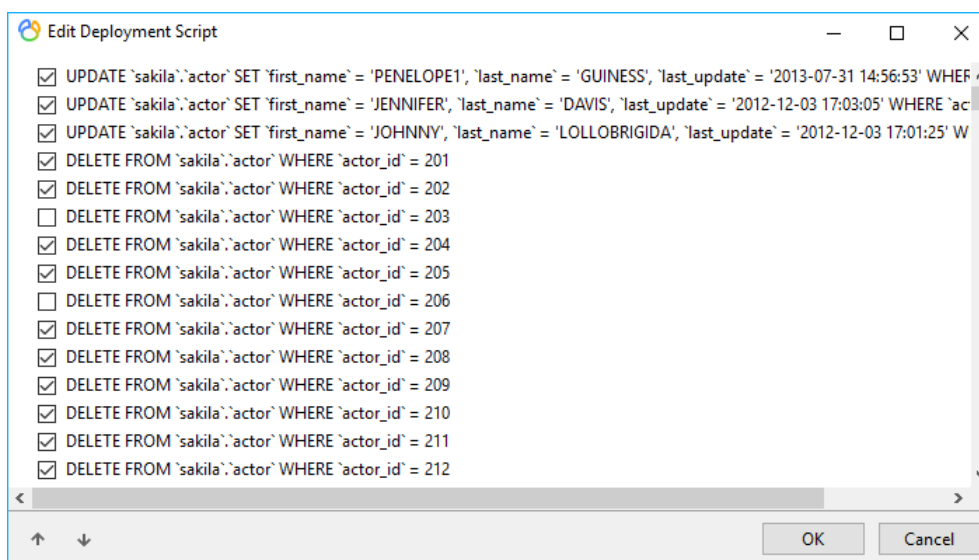 Edit Deployment Script
UPDATE `sakila`.`actor` SET `first_name` = 'PENELOPE1', `last_name` = 'GUINESS', `last_update` = '2013-07-31 14:56:53' WHER
UPDATE `sakila`.`actor` SET `first_name` = 'JENNIFER', `last_name` = 'DAVIS', `last_update` = '2012-12-03 17:03:05' WHERE `ac
UPDATE `sakila`.`actor` SET `first_name` = 'JOHNNY', `last_name` = 'LOLLOBRIGIDA', `last_update` = '2012-12-03 17:01:25' W
DELETE FROM `sakila`.`actor` WHERE `actor_id` = 201
DELETE FROM `sakila`.`actor` WHERE `actor_id` = 202
DELETE FROM `sakila`.`actor` WHERE `actor_id` = 203
DELETE FROM `sakila`.`actor` WHERE `actor_id` = 204
DELETE FROM `sakila`.`actor` WHERE `actor_id` = 205
DELETE FROM `sakila`.`actor` WHERE `actor_id` = 206
DELETE FROM `sakila`.`actor` WHERE `actor_id` = 207
DELETE FROM `sakila`.`actor` WHERE `actor_id` = 208
DELETE FROM `sakila`.`actor` WHERE `actor_id` = 209
DELETE FROM `sakila`.`actor` WHERE `actor_id` = 210
DELETE FROM `sakila`.`actor` WHERE `actor_id` = 211
DELETE FROM `sakila`.`actor` WHERE `actor_id` = 212
OK Cancel